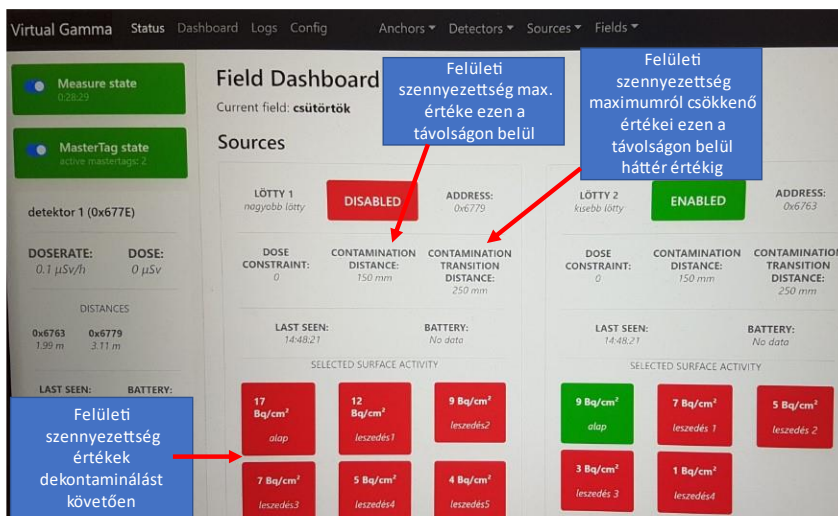 Virtual Gamma Status Dashboard Logs Config Anchors Detectors Sources Fields
Measure state
0:28:29
MasterTag state
active mastertags: 2
detektor 1 (0x677E)
DOSERATE: DOSE:
0.1 µSv/h 0 µSv
DISTANCES
0x6763 0x6779
1.99 m 3.11 m
LAST SEEN: BATTERY:
Field Dashboard
Current field: csütörtök
Sources
Felületi
szennyezettség max.
értéke ezen a
távolságon belül
Felületi
szennyezettség
maximumról csökkenő
értékei ezen a
távolságon belül
háttér értékig
LÖTTY 1
nagyobb lötty
DISABLED
ADDRESS:
0x6779
DOSE
CONSTRAINT:
0
CONTAMINATION
DISTANCE:
150 mm
CONTAMINATION
TRANSITION
DISTANCE:
250 mm
LAST SEEN:
14:48:21
BATTERY:
No data
SELECTED SURFACE ACTIVITY
17
Bq/cm²
alap
12
Bq/cm²
leszedés1
9 Bq/cm²
leszedés2
7 Bq/cm²
leszedés3
5 Bq/cm²
leszedés4
4 Bq/cm²
leszedés5
LÖTTY 2
kisebb lötty
ENABLED
ADDRESS:
0x6763
DOSE
CONSTRAINT:
0
CONTAMINATION
DISTANCE:
150 mm
CONTAMINATION
TRANSITION
DISTANCE:
250 mm
LAST SEEN:
14:48:21
BATTERY:
No data
SELECTED SURFACE ACTIVITY
9 Bq/cm²
alap
7 Bq/cm²
leszedés 1
5 Bq/cm²
leszedés 2
3 Bq/cm²
leszedés 3
1 Bq/cm²
leszedés4
Felületi
szennyezettség
értékek
dekontaminálást
követően